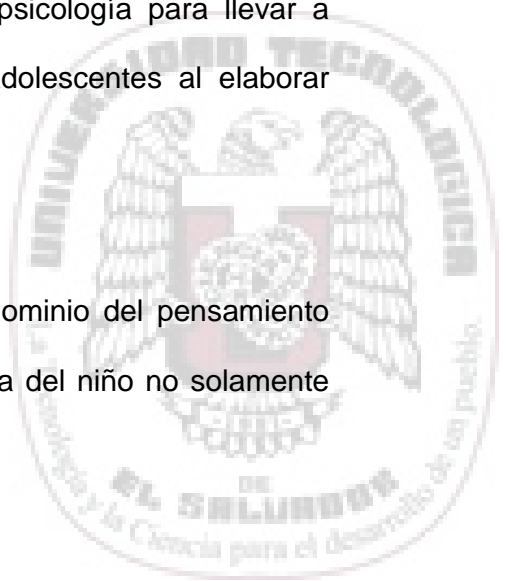 psicología para llevar a
dolescentes al elaborar
UNIVERSIDAD TECNOLOGICA
ominio del pensamiento
a del niño no solamente
DE
EL SALVADOR
La Tecnología y la Ciencia para el desarrollo de un pueblo.